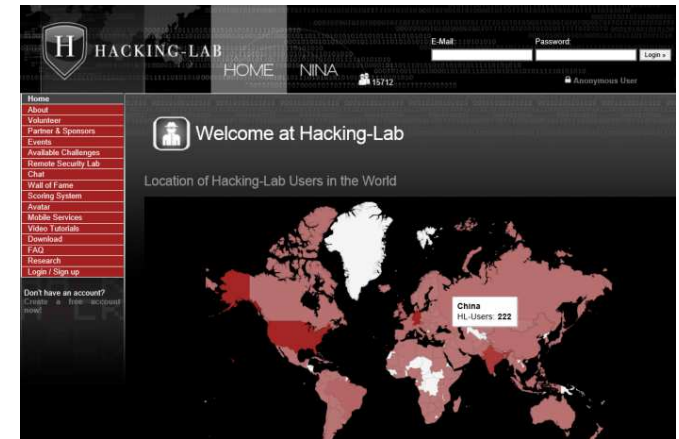 H HACKING-LAB
E-Mail: Password:
Login »
HOME NINA 15712
Anonymous User
Home
About
Volunteer
Partner & Sponsors
Events
Available Challenges
Remote Security Lab
Chat
Wall of Fame
Scoring System
Avatar
Mobile Services
Video Tutorials
Download
FAQ
Research
Login / Sign up
Don't have an account?
Create a free account
now!
Welcome at Hacking-Lab
Location of Hacking-Lab Users in the World
China
HL-Users: 222